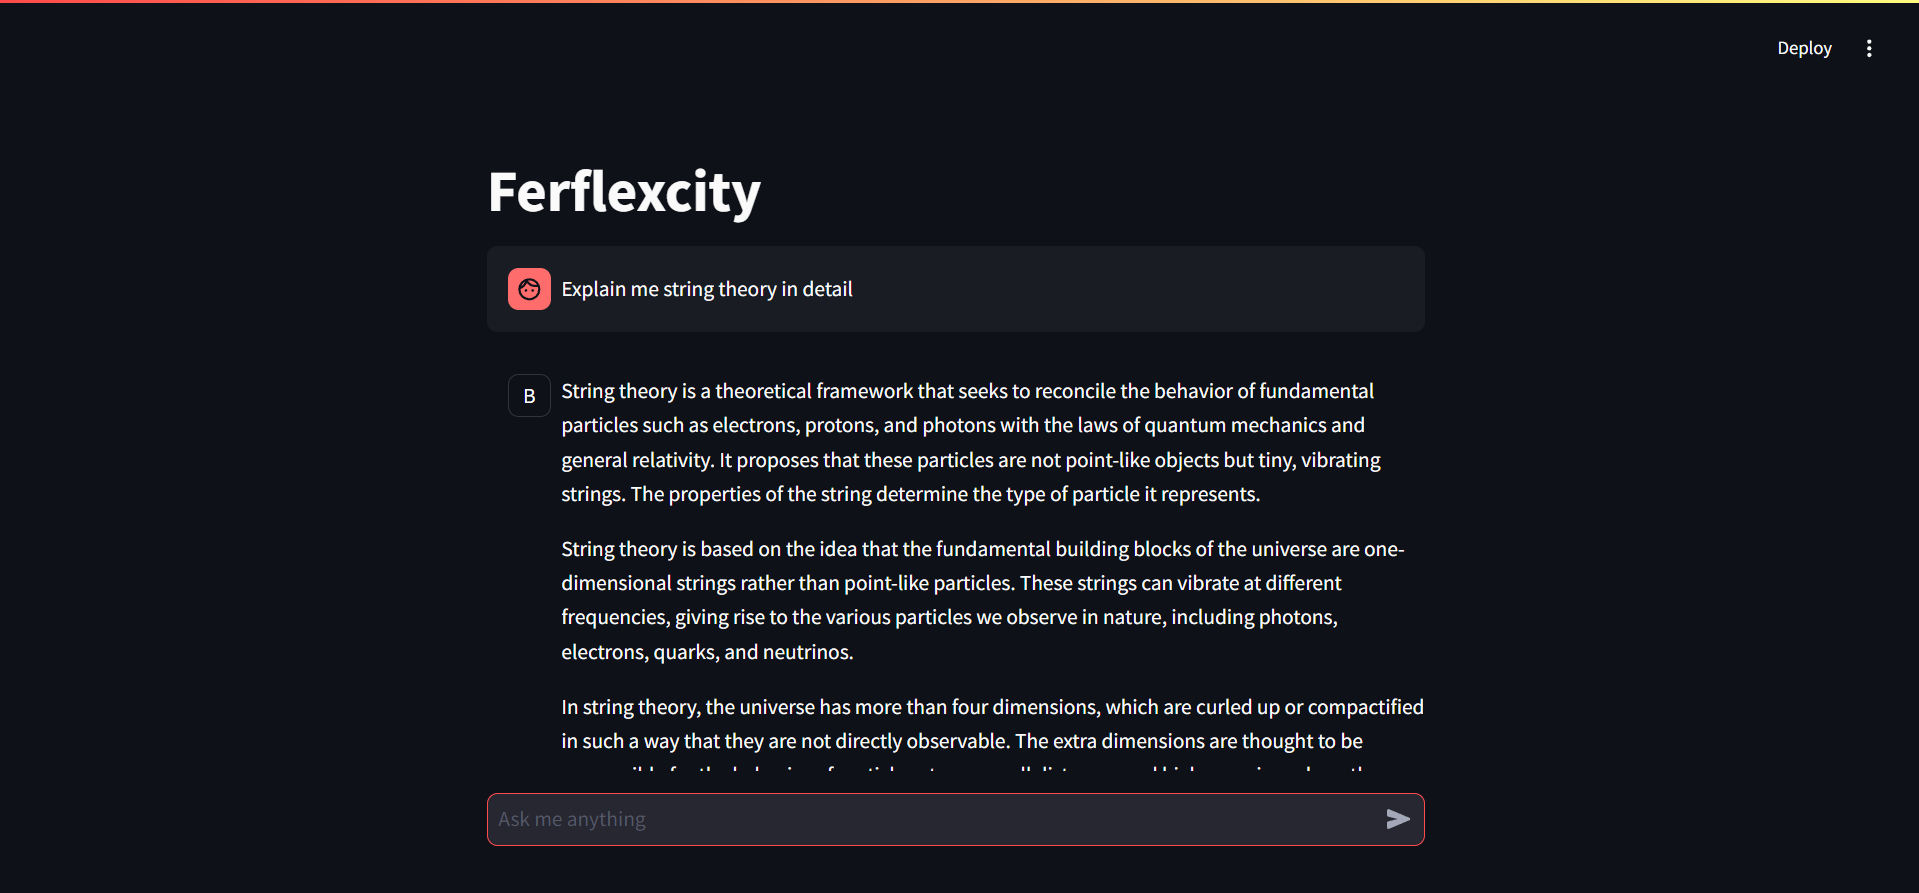 Deploy
Ferflexcity
Explain me string theory in detail
B
String theory is a theoretical framework that seeks to reconcile the behavior of fundamental
particles such as electrons, protons, and photons with the laws of quantum mechanics and
general relativity. It proposes that these particles are not point-like objects but tiny, vibrating
strings. The properties of the string determine the type of particle it represents.
String theory is based on the idea that the fundamental building blocks of the universe are one-
dimensional strings rather than point-like particles. These strings can vibrate at different
frequencies, giving rise to the various particles we observe in nature, including photons,
electrons, quarks, and neutrinos.
In string theory, the universe has more than four dimensions, which are curled up or compactified
in such a way that they are not directly observable. The extra dimensions are thought to be
Ask me anything